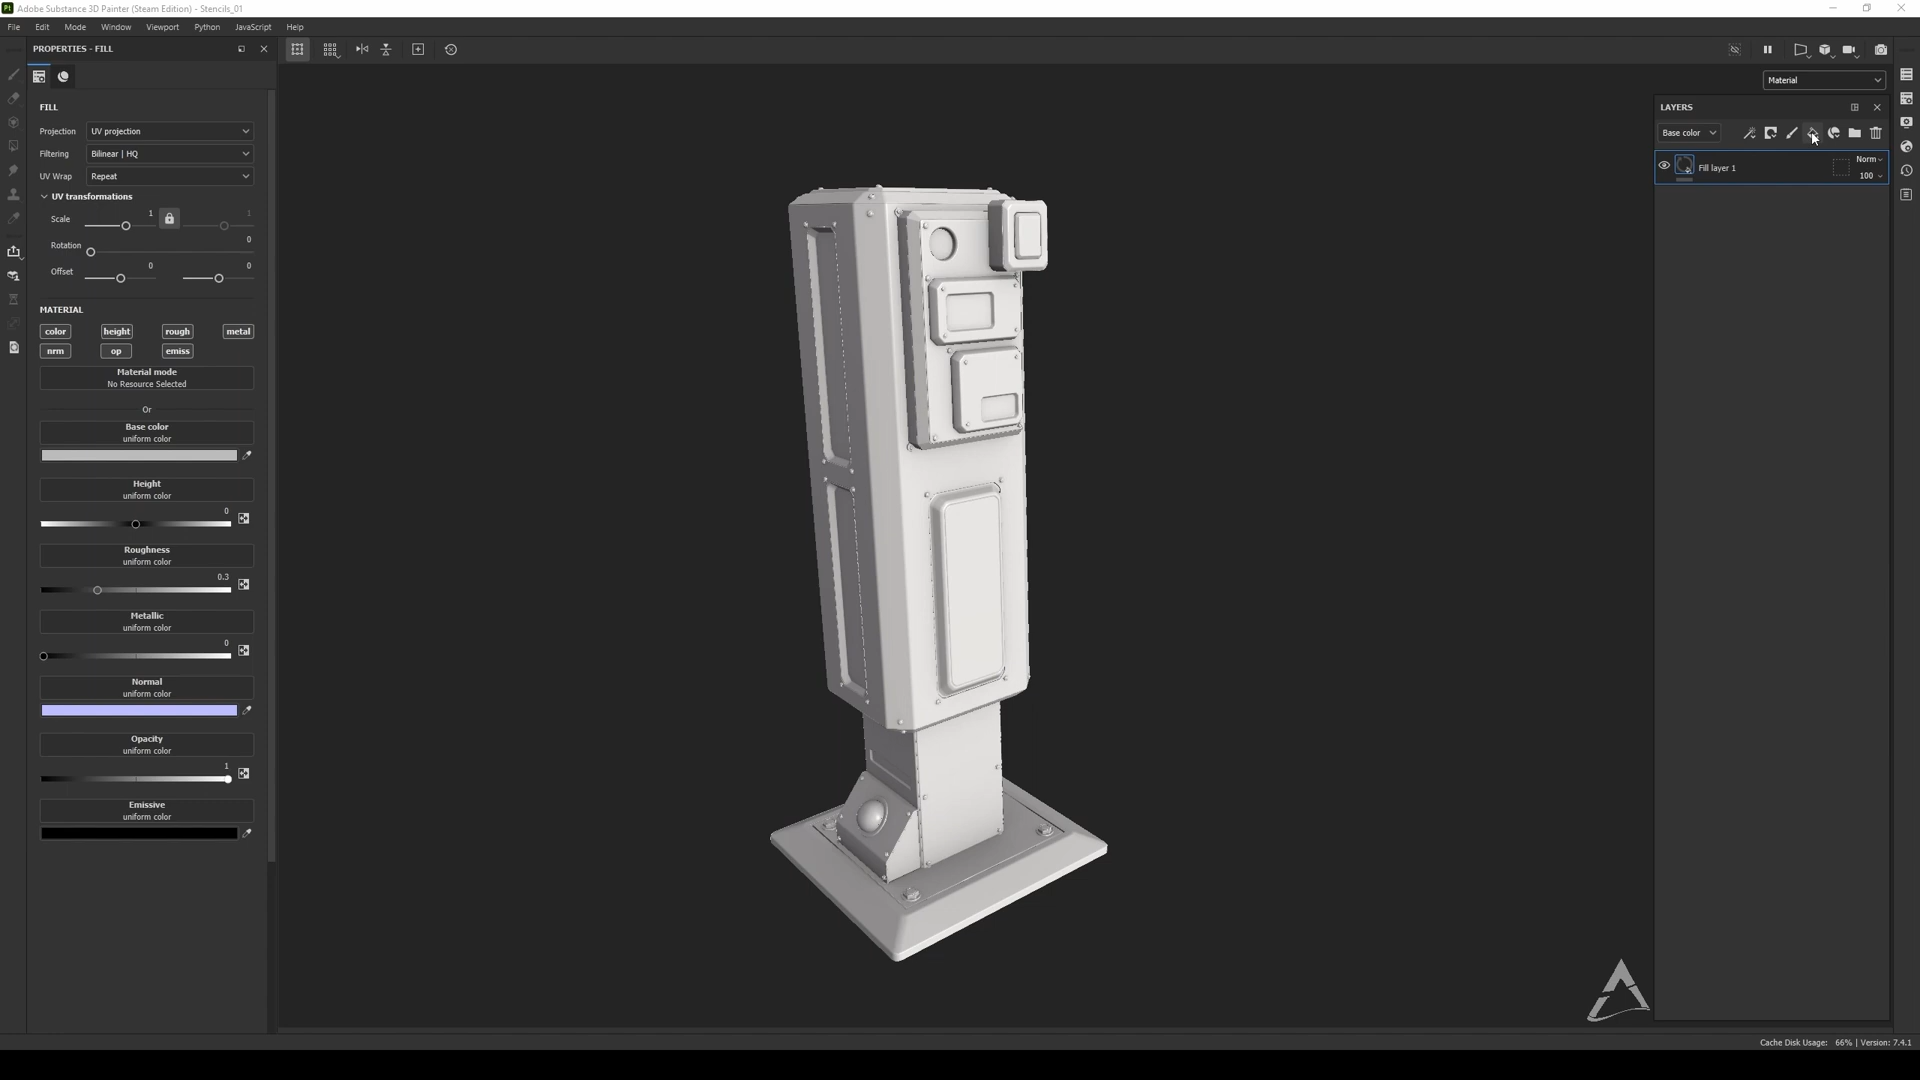 Pt Adobe Substance 3D Painter (Steam Edition) - Stencils_01
File Edit Mode Window Viewport Python JavaScript Help
PROPERTIES - FILL
Material
LAYERS
Base color
Fill layer 1
Norm
100
FILL
Projection UV projection
Filtering Bilinear | HQ
UV Wrap Repeat
UV transformations
Scale 1 1
Rotation 0
Offset 0 0
MATERIAL
color height rough metal
nrm op emiss
Material mode
No Resource Selected
Or
Base color
uniform color
Height
uniform color
0
Roughness
uniform color
0.3
Metallic
uniform color
0
Normal
uniform color
Opacity
uniform color
1
Emissive
uniform color
Cache Disk Usage: 66% | Version: 7.4.1